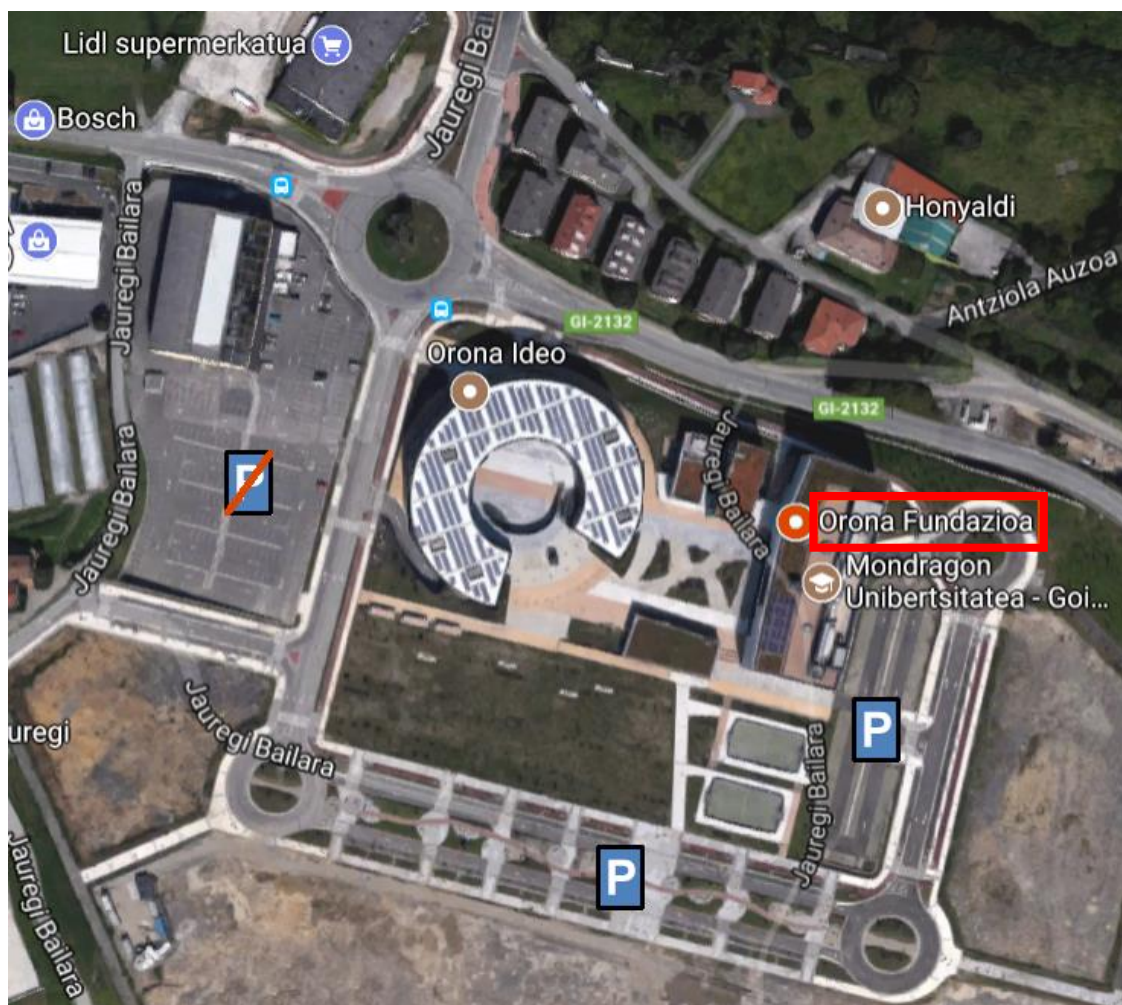 Lidl supermerkatua
Jauregi Bai
Bosch
Honyaldi
Jauregi Bailara
Antziola Auzoa
GI-2132
Orona Ideo
GI-2132
Jauregi Bailara
Jauregi Bailara
P
Orona Fundazioa
Mondragon
Unibertsitatea - Goi...
uregi
Jauregi Bailara
P
Jauregi Bailara
Jauregi Bailara
P